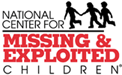 NATIONAL
CENTER FOR
MISSING &
EXPLOITED
CHILDREN®